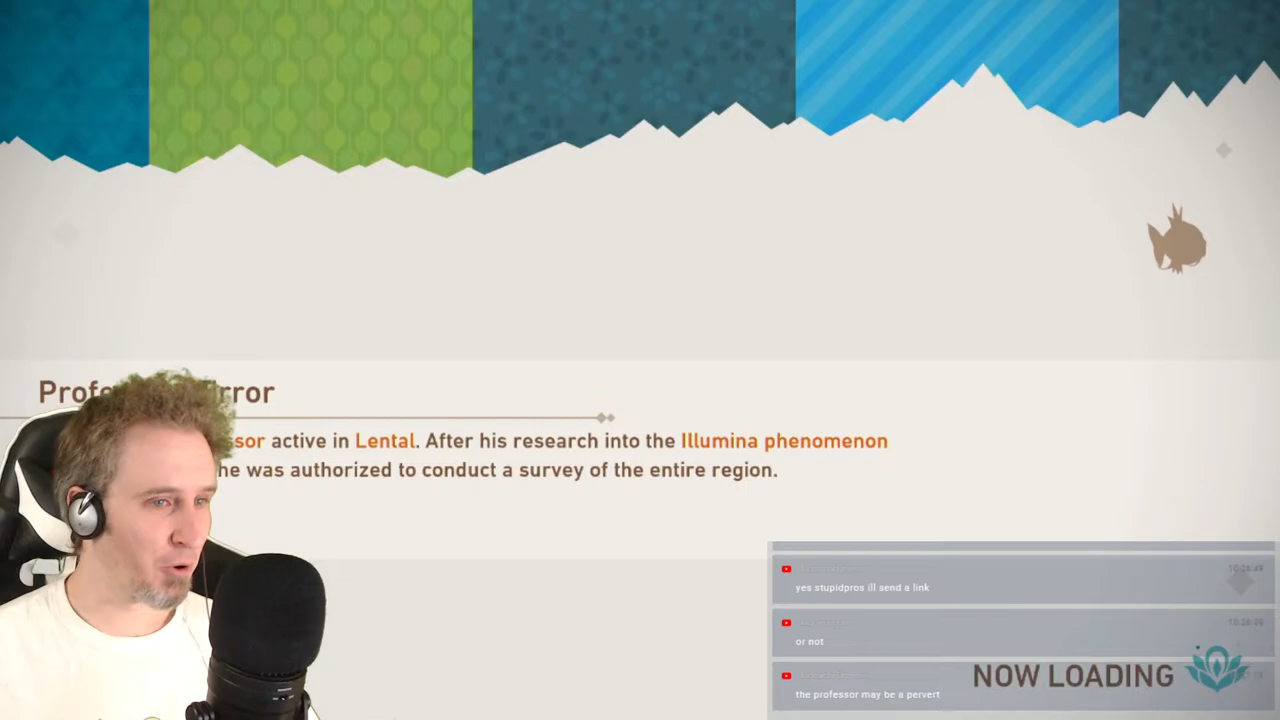 Profe rror
ssor active in Lental. After his research into the Illumina phenomenon
he was authorized to conduct a survey of the entire region.
yes stupidpros ill send a link
or not
the professor may be a pervert
NOW LOADING